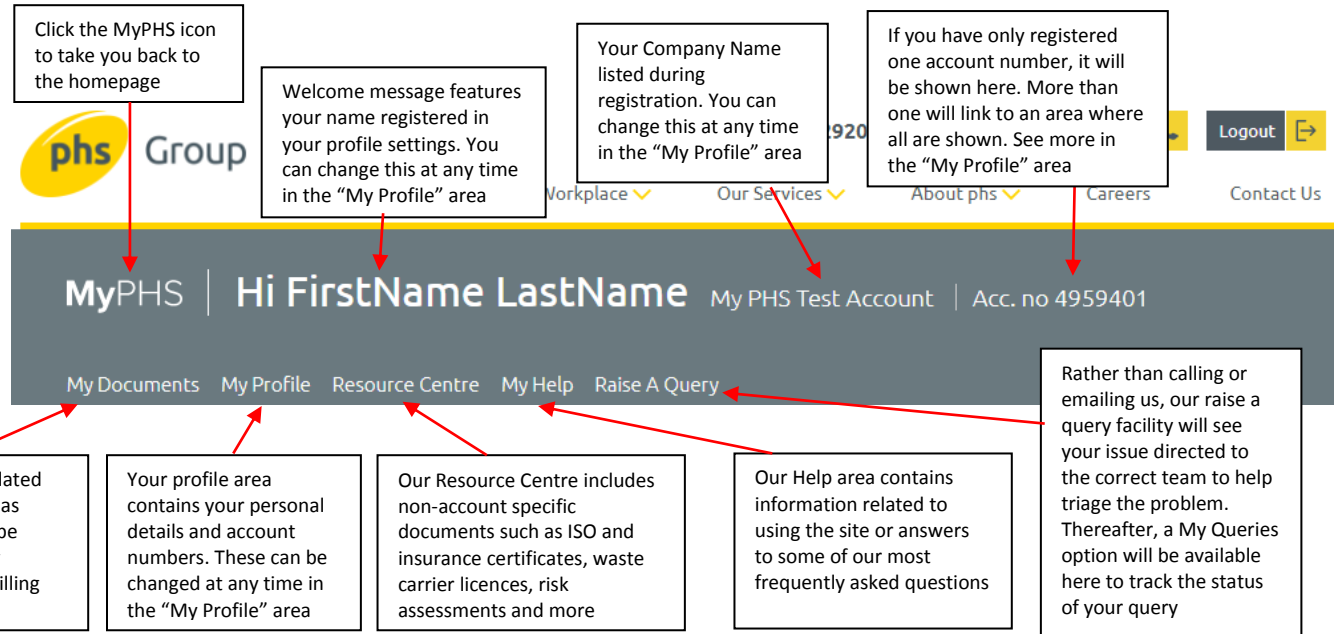 Click the MyPHS icon
to take you back to
the homepage
Welcome message features
your name registered in
your profile settings. You
can change this at any time
in the “My Profile” area
Your Company Name
listed during
registration. You can
change this at any time
in the “My Profile” area
If you have only registered
one account number, it will
be shown here. More than
one will link to an area where
all are shown. See more in
the “My Profile” area
phs Group
2920
Logout
Workplace Our Services About phs Careers Contact Us
MyPHS | Hi FirstName LastName My PHS Test Account | Acc. no 4959401
My Documents My Profile Resource Centre My Help Raise A Query
lated
as
be
illing
Your profile area
contains your personal
details and account
numbers. These can be
changed at any time in
the “My Profile” area
Our Resource Centre includes
non-account specific
documents such as ISO and
insurance certificates, waste
carrier licences, risk
assessments and more
Our Help area contains
information related to
using the site or answers
to some of our most
frequently asked questions
Rather than calling or
emailing us, our raise a
query facility will see
your issue directed to
the correct team to help
triage the problem.
Thereafter, a My Queries
option will be available
here to track the status
of your query